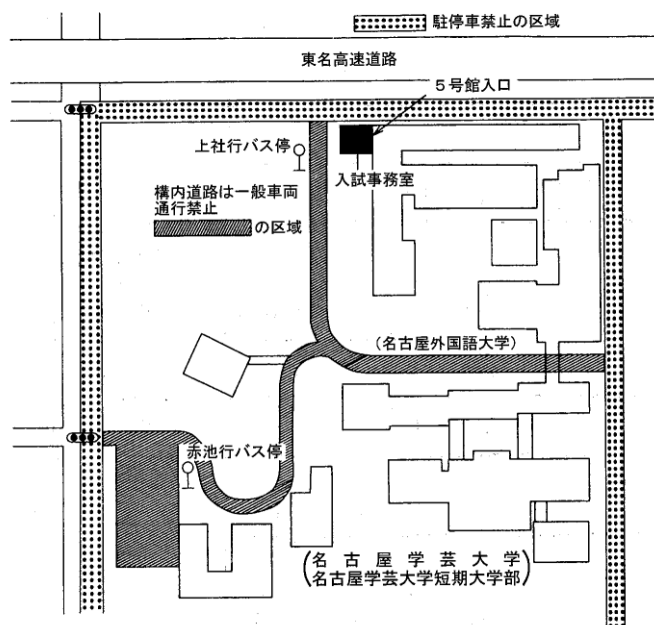 駐停車禁止の区域
東名高速道路
5号館入口
上社行バス停
入試事務室
構内道路は一般車両
通行禁止
の区域
(名古屋外国語大学)
赤池行バス停
(名古屋学芸大学
名古屋学芸大学短期大学部)